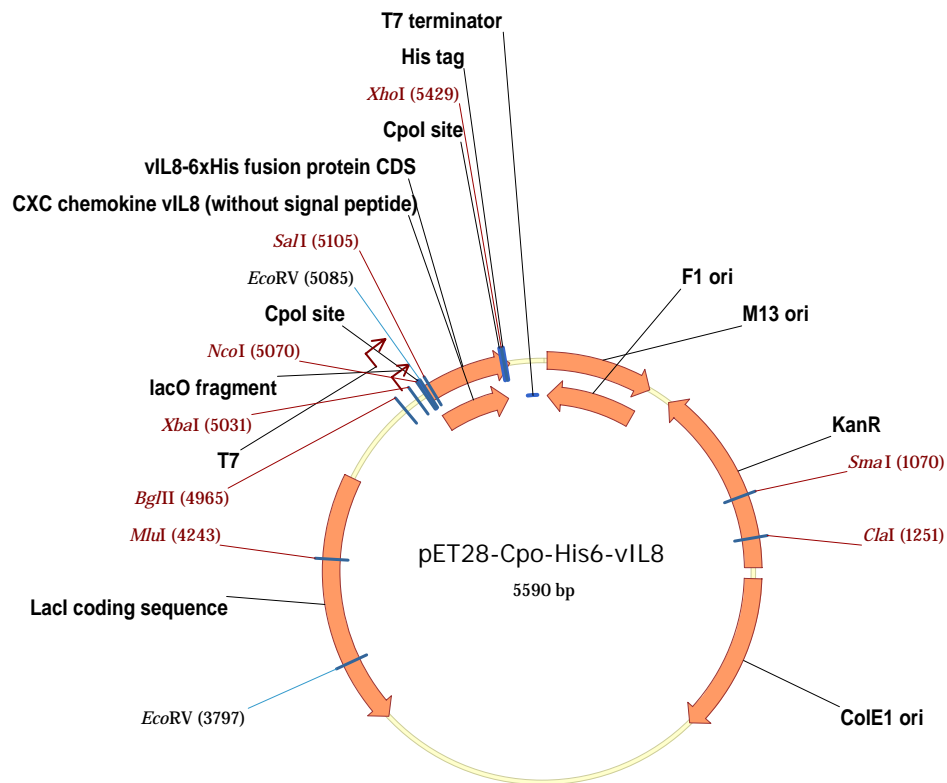 T7 terminator
His tag
XhoI (5429)
CpoI site
vIL8-6xHis fusion protein CDS
CXC chemokine vIL8 (without signal peptide)
SalI (5105)
EcoRV (5085)
CpoI site
NcoI (5070)
lacO fragment
XbaI (5031)
T7
BglII (4965)
MluI (4243)
LacI coding sequence
EcoRV (3797)
F1 ori
M13 ori
KanR
SmaI (1070)
ClaI (1251)
ColE1 ori
pET28-Cpo-His6-vIL8
5590 bp